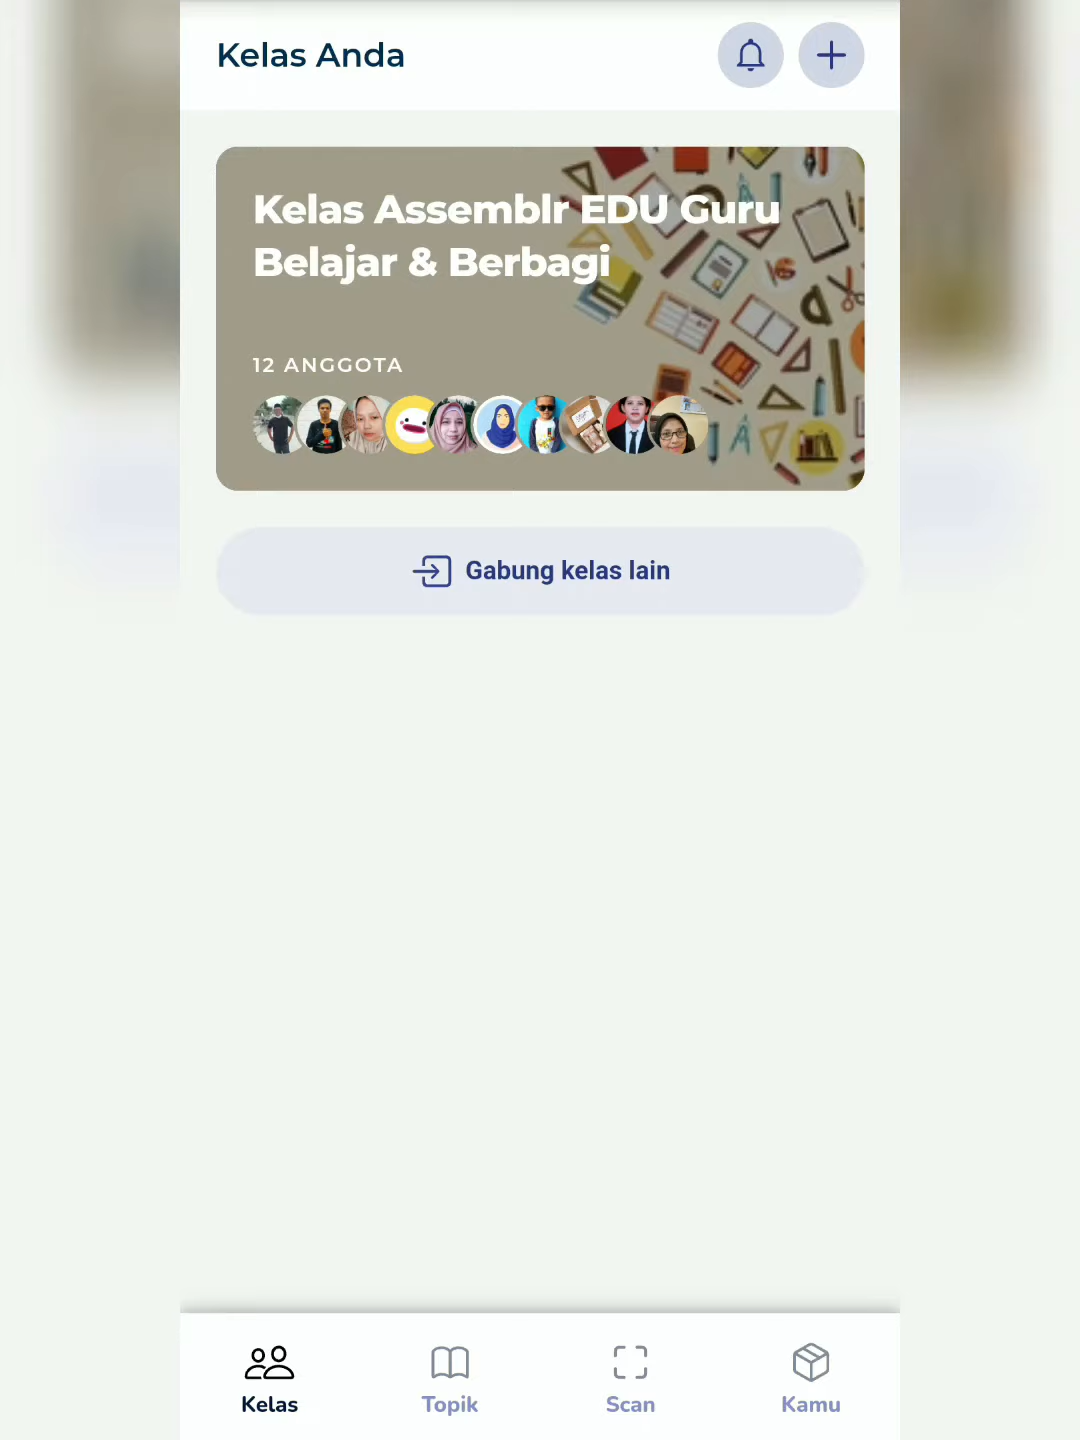 Kelas Anda
Kelas Assemblr EDU Guru
Belajar & Berbagi
12 ANGGOTA
Gabung kelas lain
Kelas
Topik
Scan
Kamu